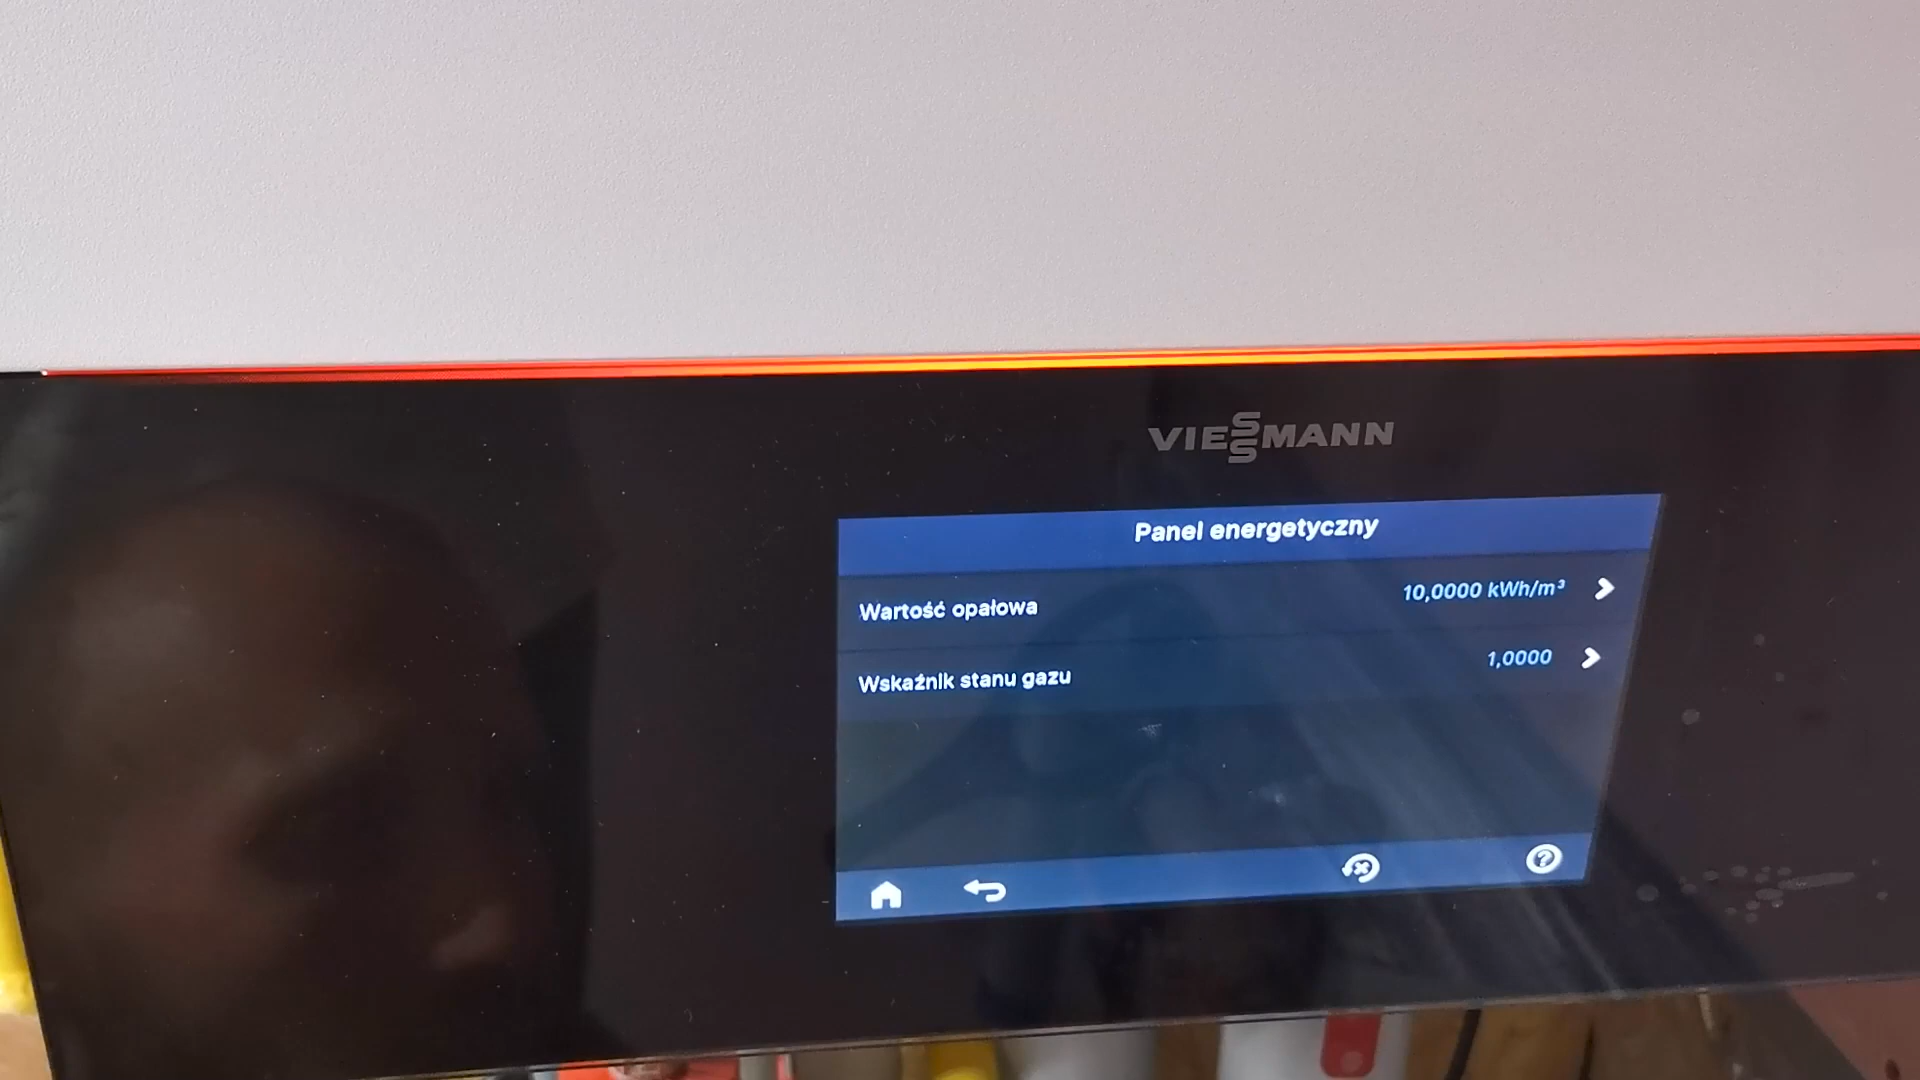 VIESSMANN
Panel energetyczny
Wartość opałowa 10,0000 kWh/m³
Wskaźnik stanu gazu 1,0000